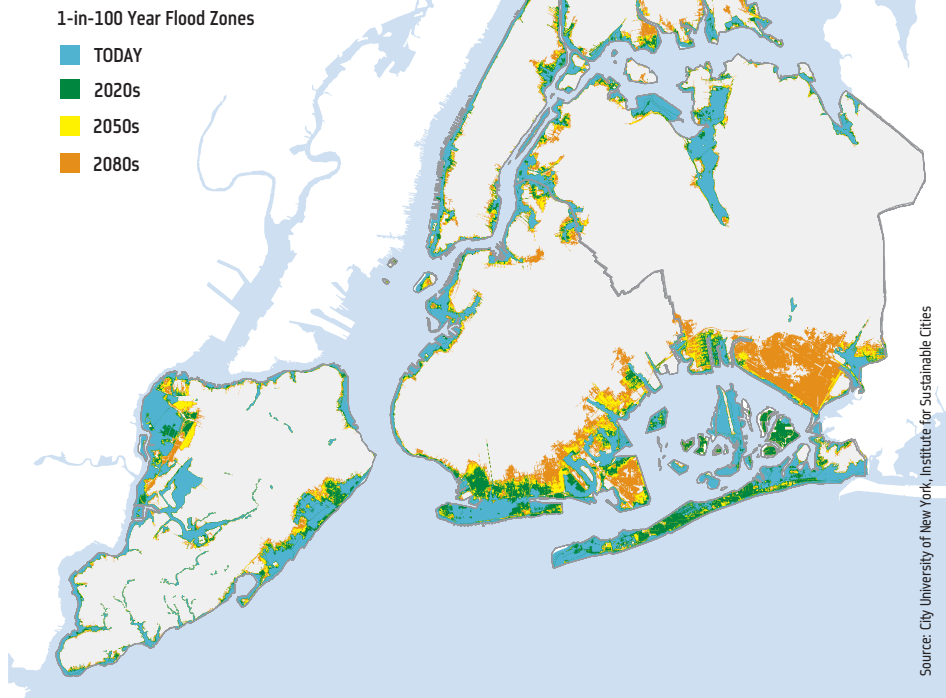 1-in-100 Year Flood Zones
TODAY
2020s
2050s
2080s
Source: City University of New York, Institute for Sustainable Cities